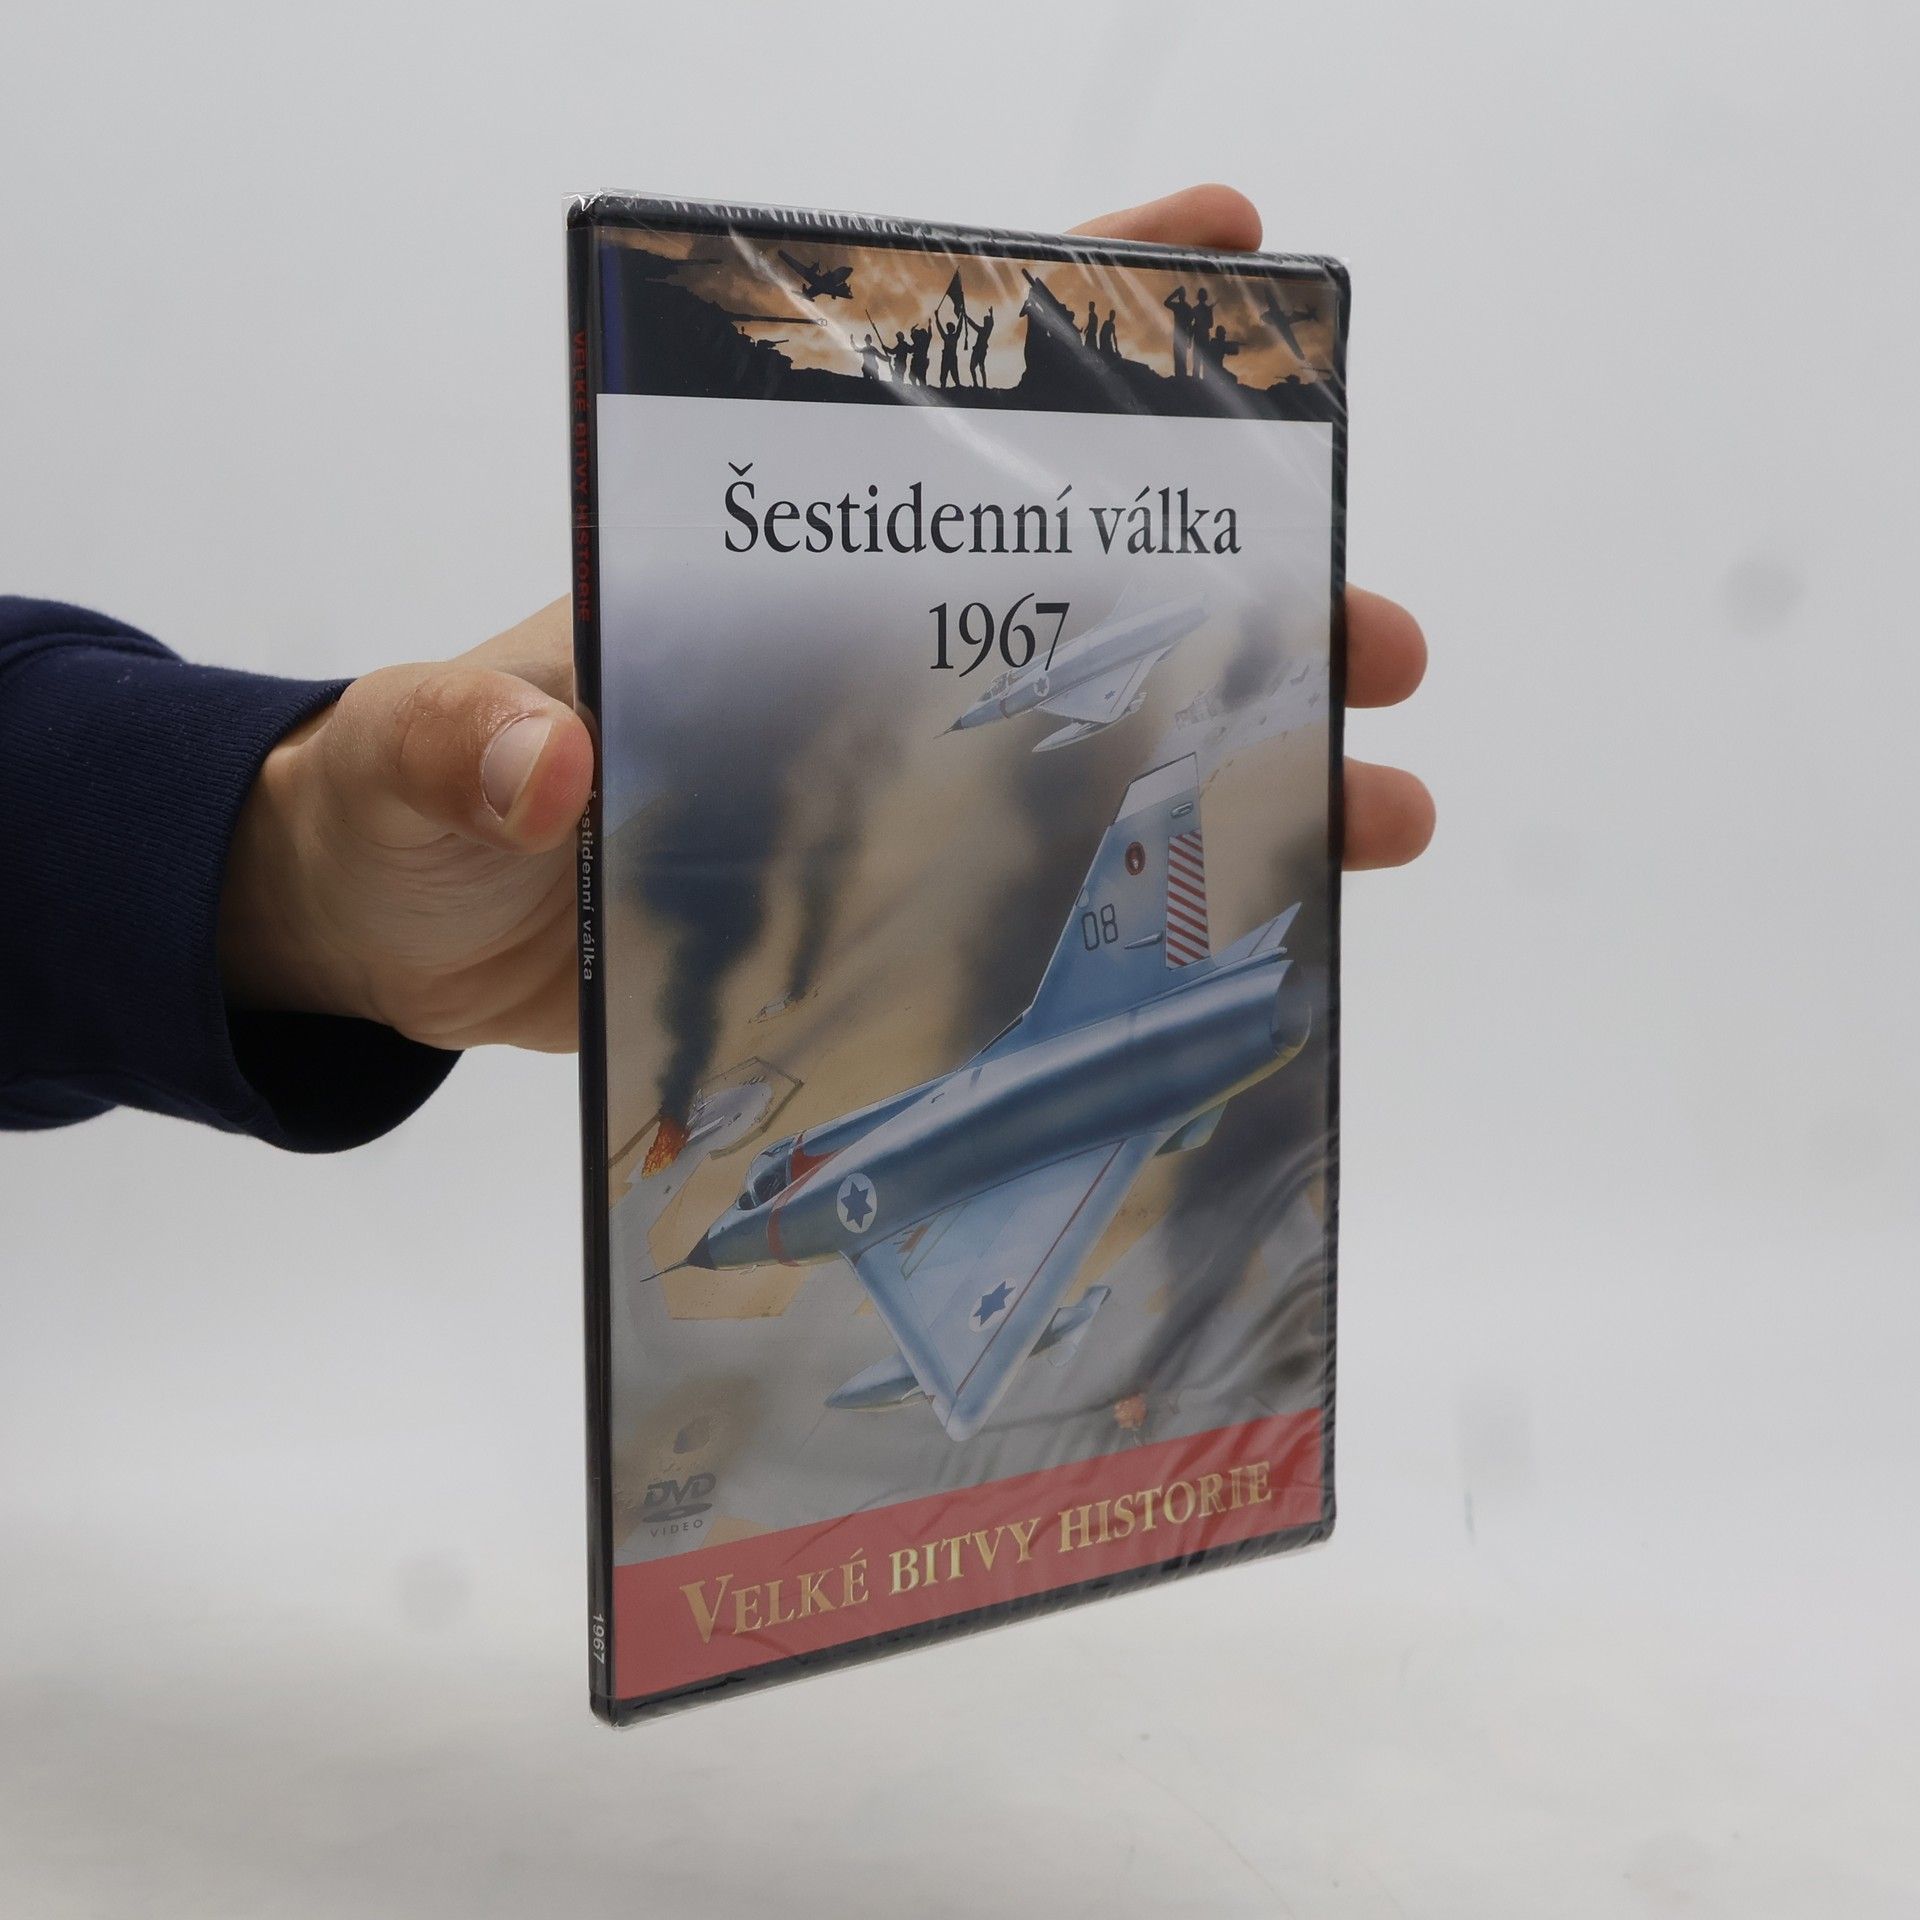 Šestidenní válka
1967
08
DVD
VIDEO
VELKÉ BITVY HISTORIE
VELKÉ BITVY HISTORIE
Šestidenní válka
1967